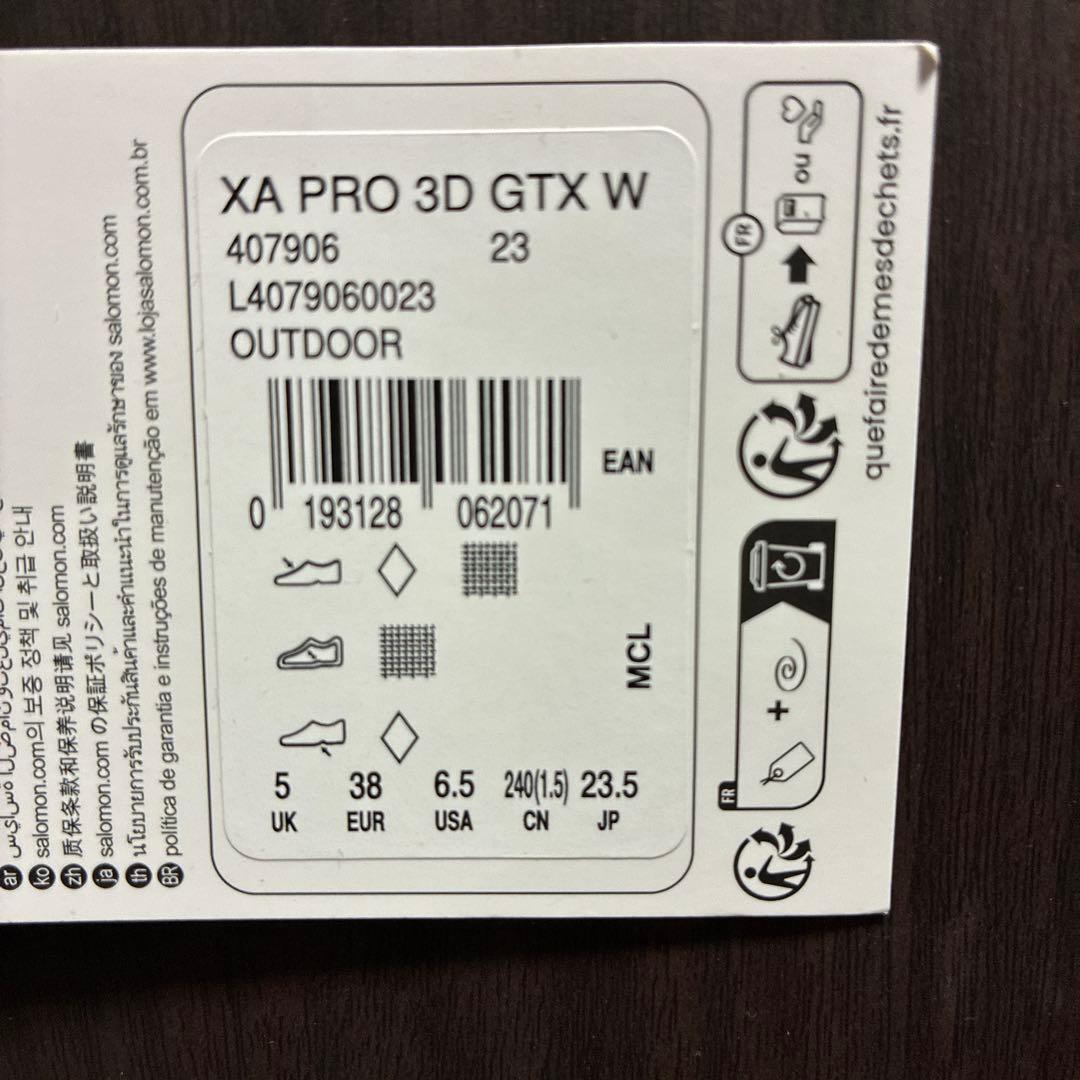 XA PRO 3D GTX W
407906 23
L4079060023
OUTDOOR
EAN
0 193128 062071
MCL
5 38 6.5 240(1.5) 23.5
UK EUR USA CN JP
ar
ko salomon.com의 보증 정책 및 취급 안내
zh 质保条款和保养说明请见 salomon.com
ja salomon.com の保証ポリシーと取扱い説明書
th นโยบายการรับประกันสินค้าและคำแนะนำในการดูแลรักษาของ salomon.com
BR política de garantia e instruções de manutenção em www.lojasalomon.com.br
FR
ou
quefairedemesdechets.fr
FR
+